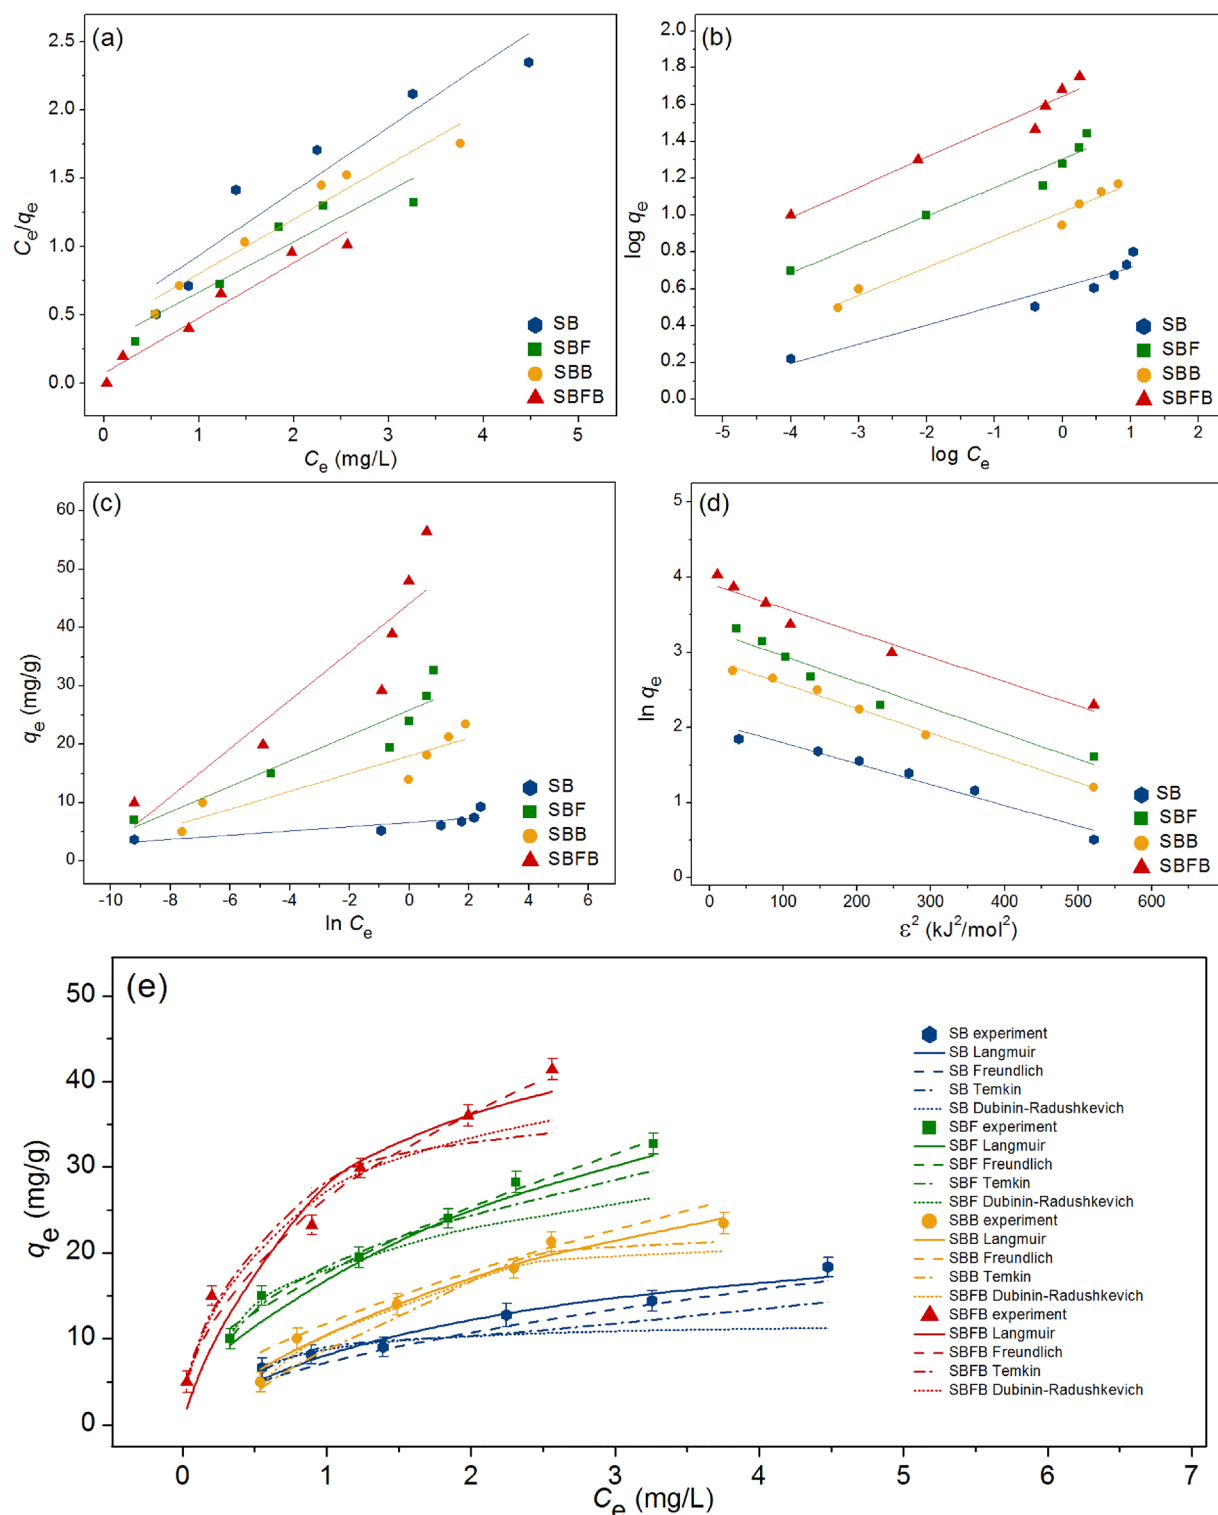 (a)
2.5
2.0
1.5
1.0
0.5
0.0
Ce/qe
0 1 2 3 4 5
Ce (mg/L)
SB
SBF
SBB
SBFB
(b)
2.0
1.8
1.6
1.4
1.2
1.0
0.8
0.6
0.4
0.2
0.0
log qe
-5 -4 -3 -2 -1 0 1 2
log Ce
SB
SBF
SBB
SBFB
(c)
60
50
40
30
20
10
0
qe (mg/g)
-10 -8 -6 -4 -2 0 2 4 6
ln Ce
SB
SBF
SBB
SBFB
(d)
5
4
3
2
1
0
ln qe
0 100 200 300 400 500 600
ε² (kJ²/mol²)
SB
SBF
SBB
SBFB
(e)
50
40
30
20
10
0
qe (mg/g)
0 1 2 3 4 5 6 7
Ce (mg/L)
SB experiment
SB Langmuir
SB Freundlich
SB Temkin
SB Dubinin-Radushkevich
SBF experiment
SBF Langmuir
SBF Freundlich
SBF Temkin
SBF Dubinin-Radushkevich
SBB experiment
SBB Langmuir
SBB Freundlich
SBB Temkin
SBB Dubinin-Radushkevich
SBFB experiment
SBFB Langmuir
SBFB Freundlich
SBFB Temkin
SBFB Dubinin-Radushkevich